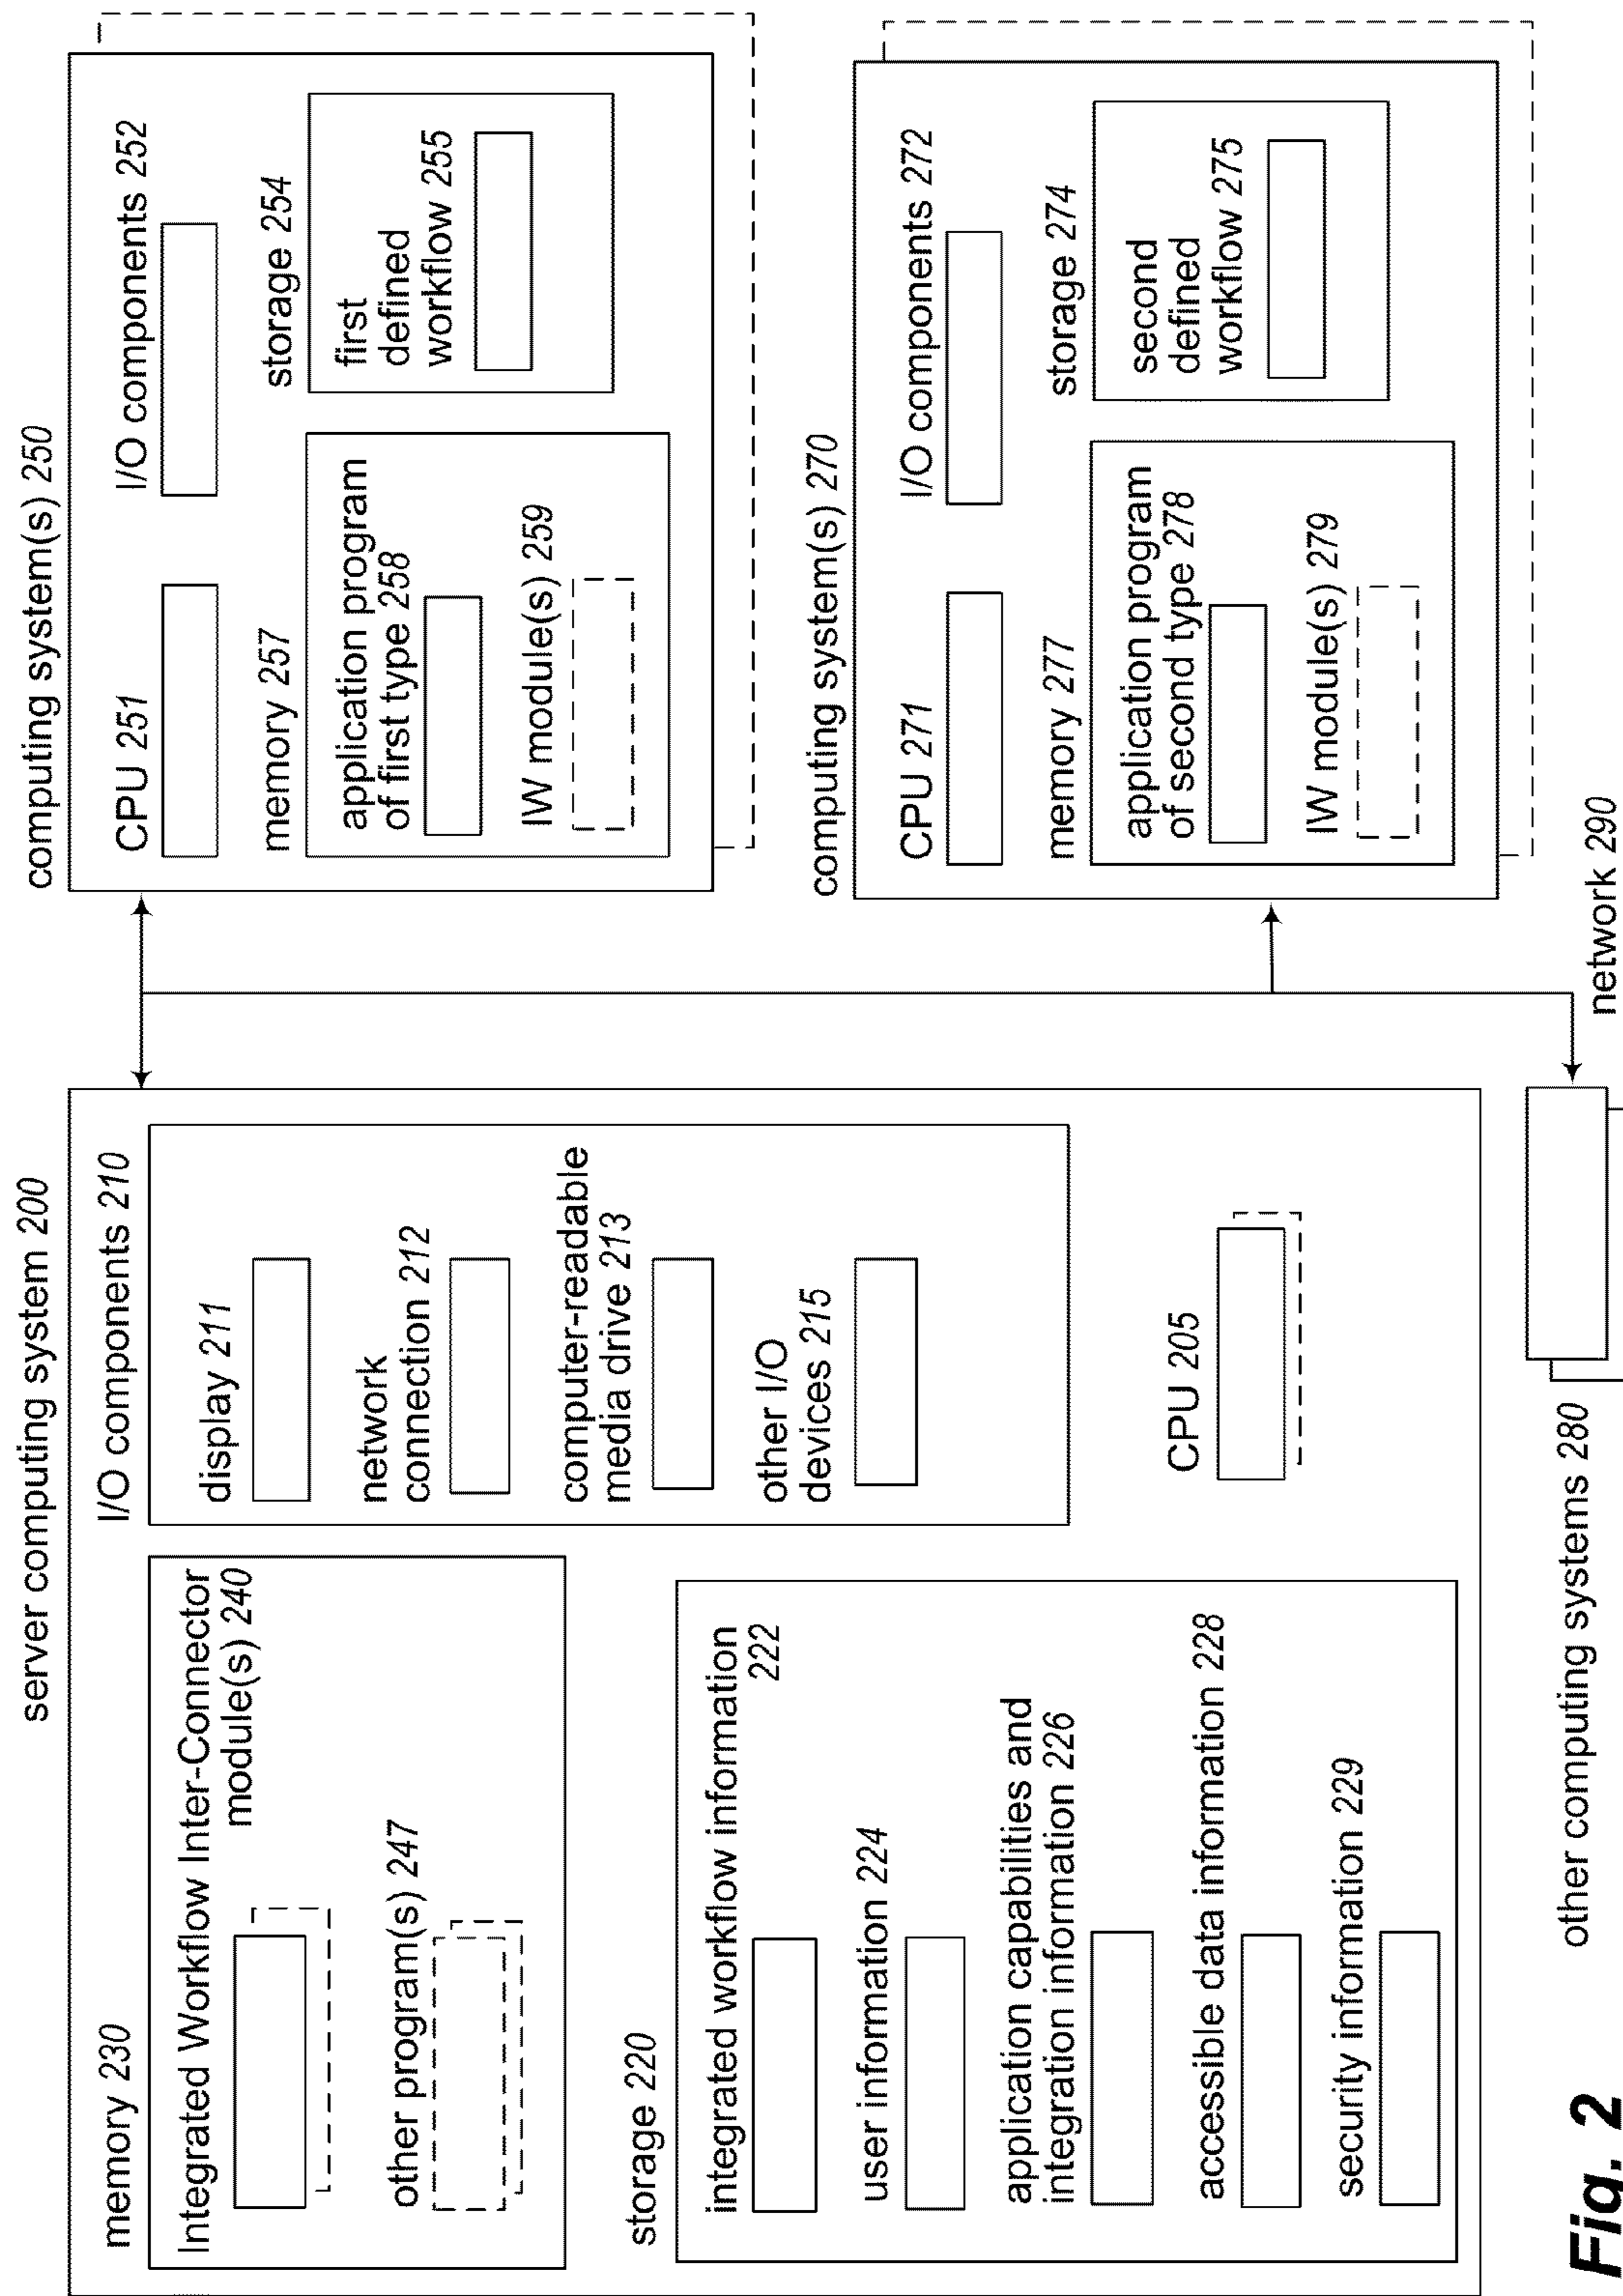 server computing system 200
memory 230
Integrated Workflow Inter-Connector
module(s) 240
other program(s) 247
I/O components 210
display 211
network
connection 212
computer-readable
media drive 213
other I/O
devices 215
CPU 205
storage 220
integrated workflow information
222
user information 224
application capabilities and
integration information 226
accessible data information 228
security information 229
computing system(s) 250
CPU 251
I/O components 252
memory 257
application program
of first type 258
IW module(s) 259
storage 254
first
defined
workflow 255
computing system(s) 270
CPU 271
I/O components 272
memory 277
application program
of second type 278
IW module(s) 279
storage 274
second
defined
workflow 275
other computing systems 280
network 290
Fig. 2